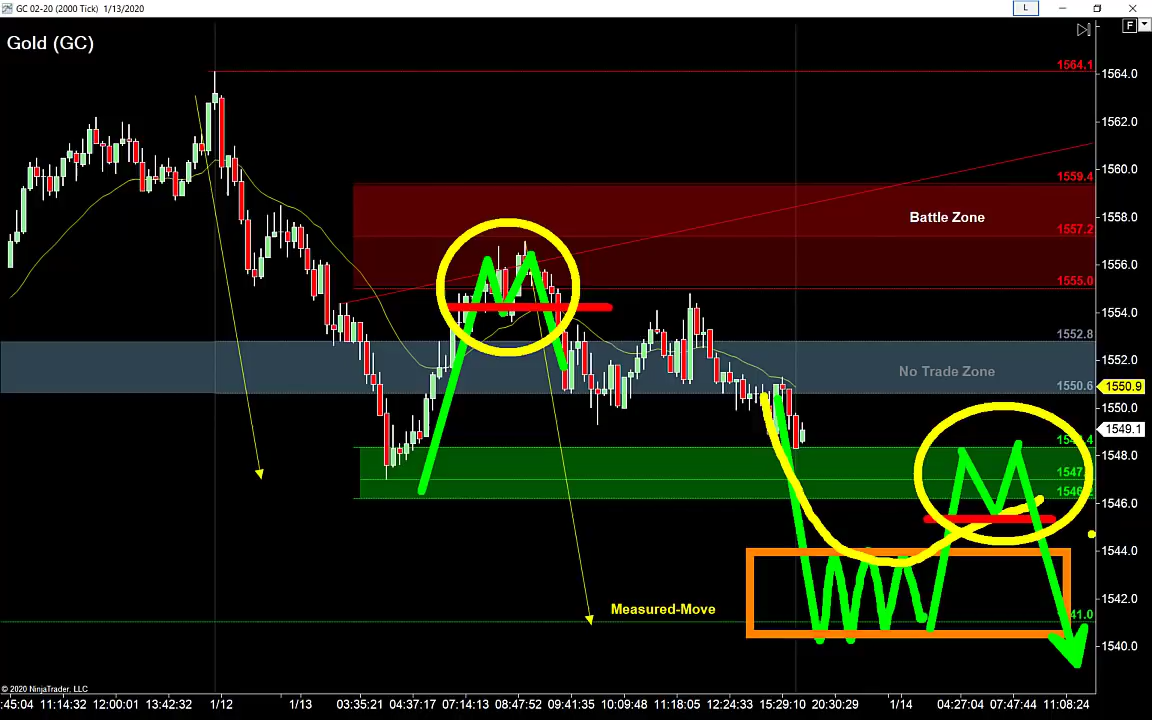 GC 02-20 (2000 Tick) 1/13/2020
L
F
Gold (GC)
1564.1
1564.0
1562.0
1560.0
1559.4
1558.0
Battle Zone
1557.2
1556.0
1555.0
1554.0
1552.8
1552.0
No Trade Zone
1550.6
1550.9
1550.0
1549.1
1548.0
1546.0
1544.0
1542.0
Measured-Move
41.0
1540.0
© 2020 NinjaTrader, LLC
:45:04 11:14:32 12:00:01 13:42:32 1/12 1/13 03:35:21 04:37:17 07:14:13 08:47:52 09:41:35 10:09:48 11:18:05 12:24:33 15:29:10 20:30:29 1/14 04:27:04 07:47:44 11:08:24